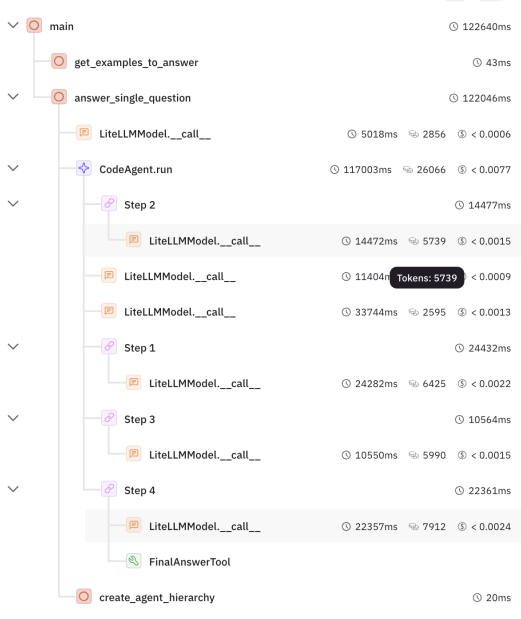 main 122640ms
get_examples_to_answer 43ms
answer_single_question 122046ms
LiteLLMModel.__call__ 5018ms 2856 < 0.0006
CodeAgent.run 117003ms 26066 < 0.0077
Step 2 14477ms
LiteLLMModel.__call__ 14472ms 5739 < 0.0015
LiteLLMModel.__call__ 11404m Tokens: 5739 < 0.0009
LiteLLMModel.__call__ 33744ms 2595 < 0.0013
Step 1 24432ms
LiteLLMModel.__call__ 24282ms 6425 < 0.0022
Step 3 10564ms
LiteLLMModel.__call__ 10550ms 5990 < 0.0015
Step 4 22361ms
LiteLLMModel.__call__ 22357ms 7912 < 0.0024
FinalAnswerTool
create_agent_hierarchy 20ms